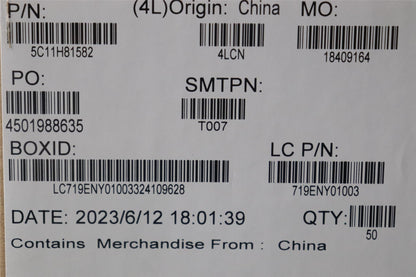 P/N: (4L)Origin: China MO:
5C11H81582 4LCN 18409164
PO: SMTPN:
4501988635 T007
BOXID: LC P/N:
LC719ENY01003324109628 719ENY01003
DATE: 2023/6/12 18:01:39 QTY:
50
Contains Merchandise From : China